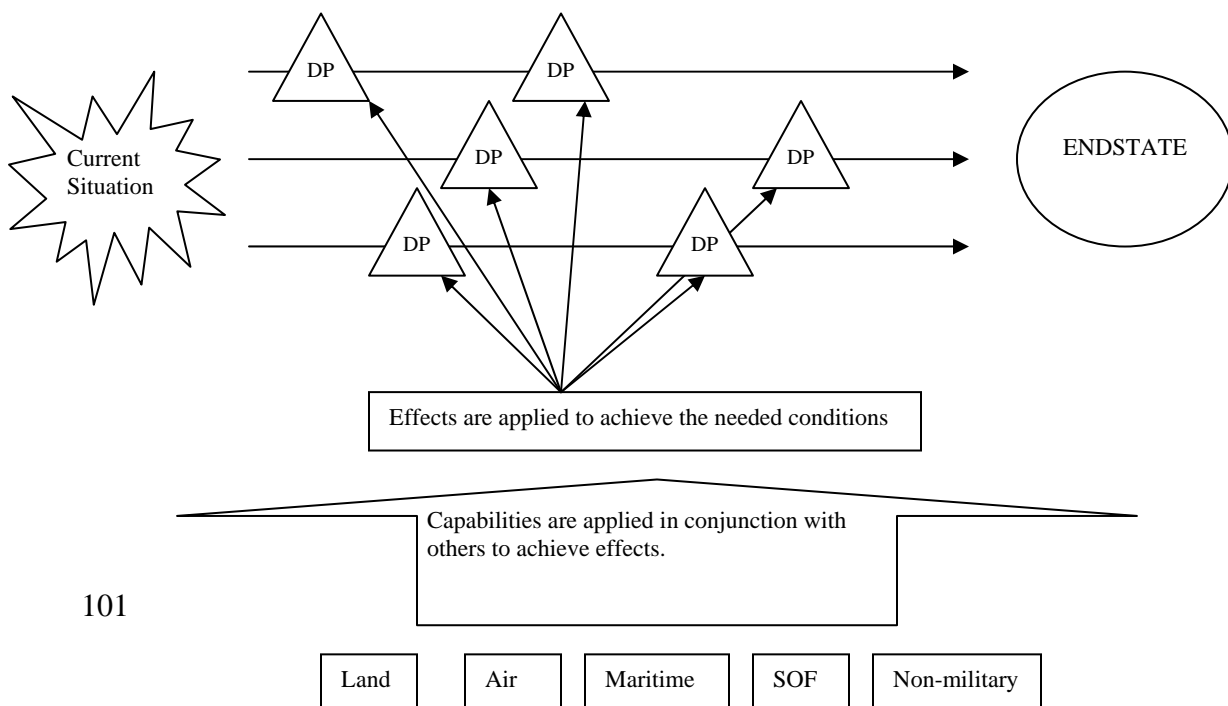 DP
DP
Current
Situation
DP
DP
ENDSTATE
DP
DP
Effects are applied to achieve the needed conditions
Capabilities are applied in conjunction with
others to achieve effects.
101
Land
Air
Maritime
SOF
Non-military